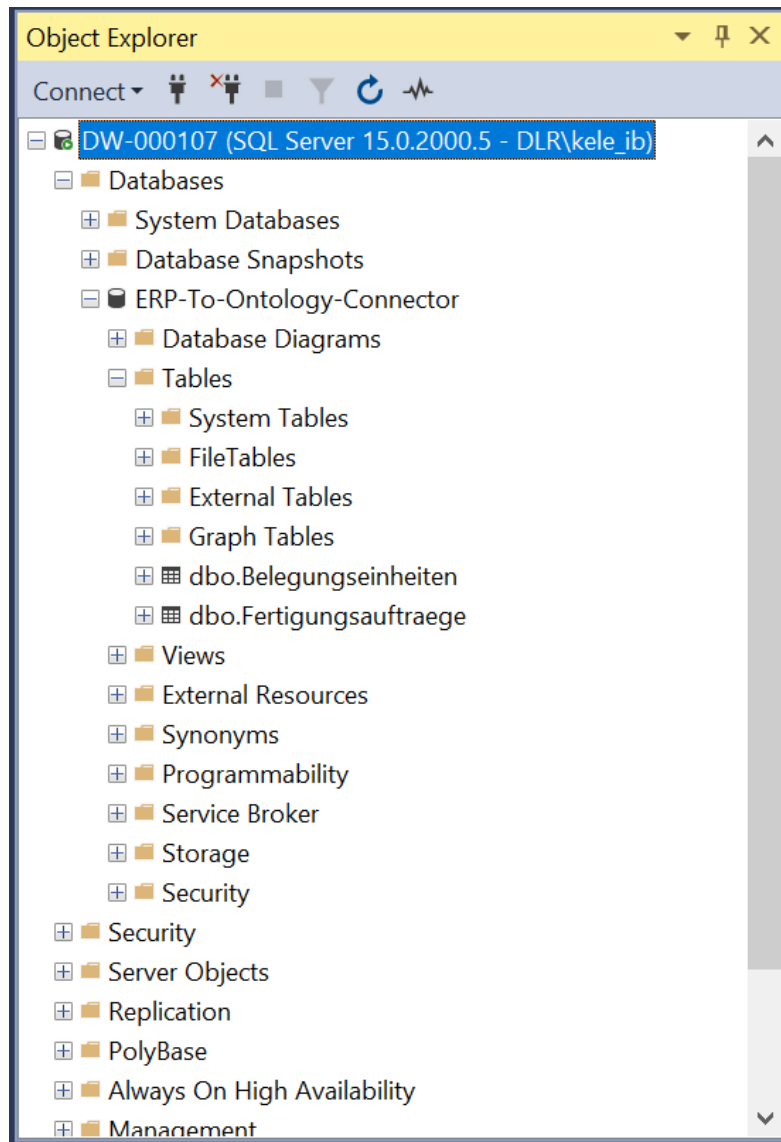 Object Explorer
Connect
DW-000107 (SQL Server 15.0.2000.5 - DLR\kele_ib)
Databases
System Databases
Database Snapshots
ERP-To-Ontology-Connector
Database Diagrams
Tables
System Tables
FileTables
External Tables
Graph Tables
dbo.Belegungseinheiten
dbo.Fertigungsauftraege
Views
External Resources
Synonyms
Programmability
Service Broker
Storage
Security
Security
Server Objects
Replication
PolyBase
Always On High Availability
Management